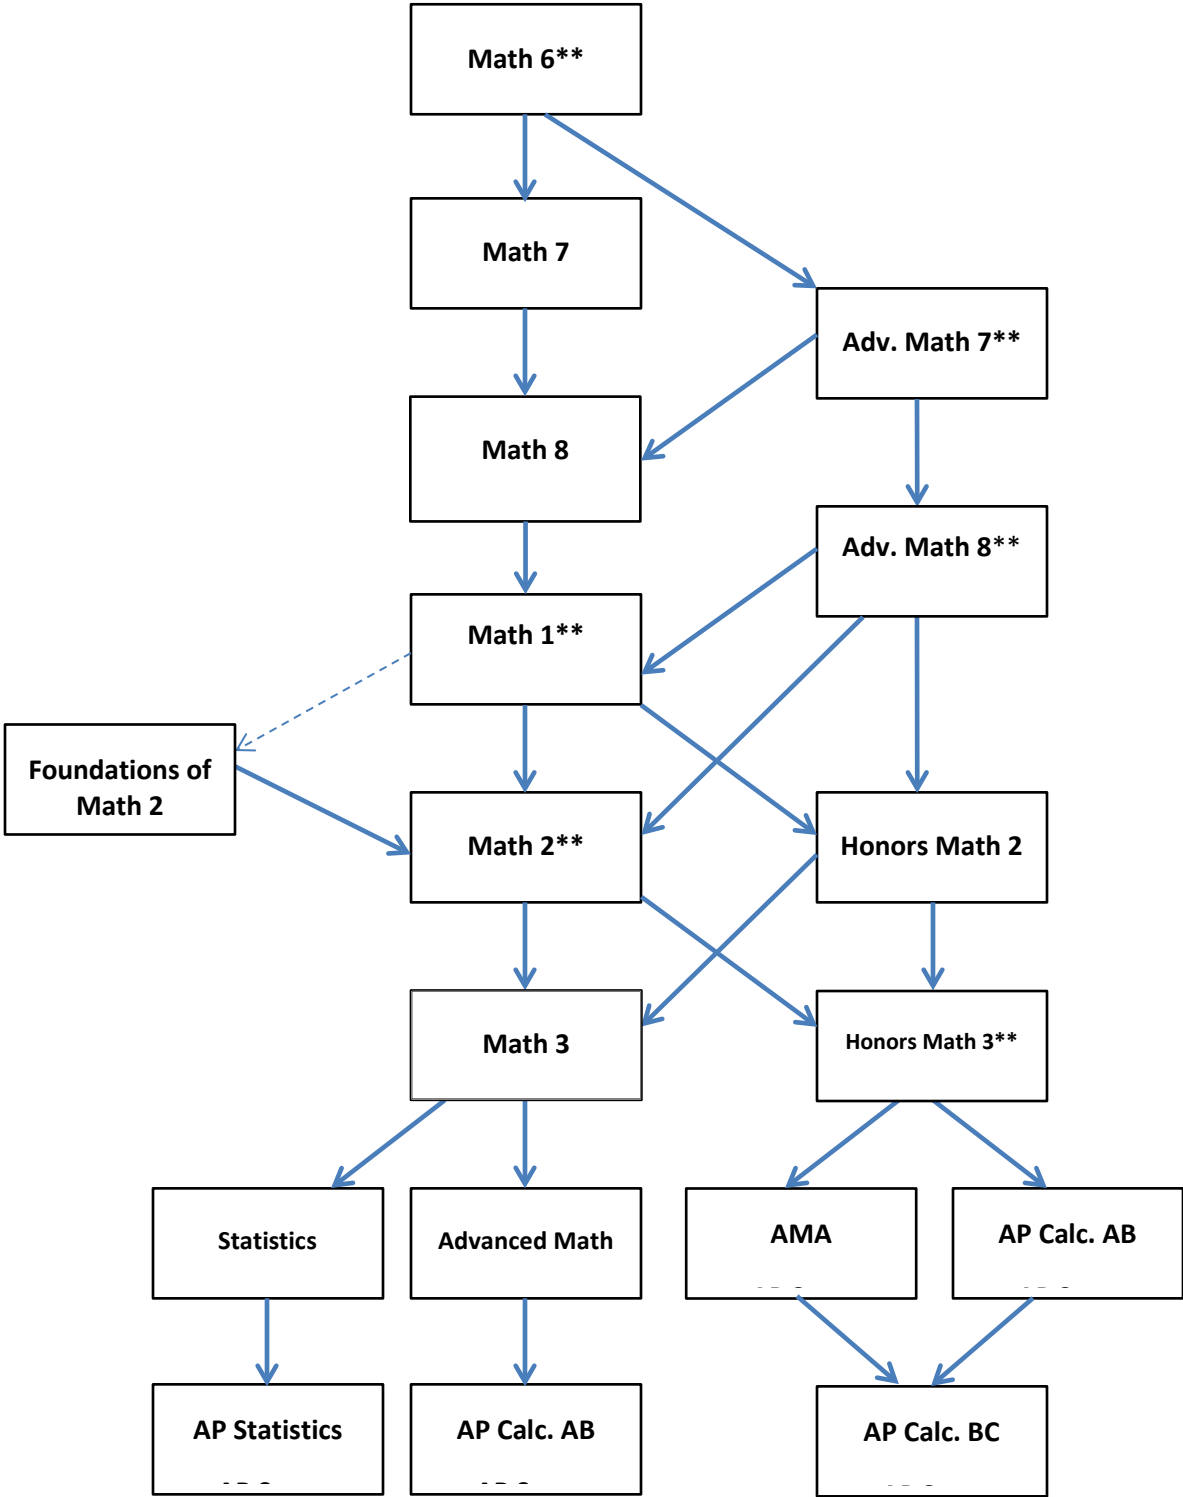 Math 6**
Math 7
Adv. Math 7**
Math 8
Adv. Math 8**
Math 1**
Foundations of
Math 2
Math 2**
Honors Math 2
Math 3
Honors Math 3**
Statistics
Advanced Math
AMA
AP Calc. AB
AP Statistics
AP Calc. AB
AP Calc. BC